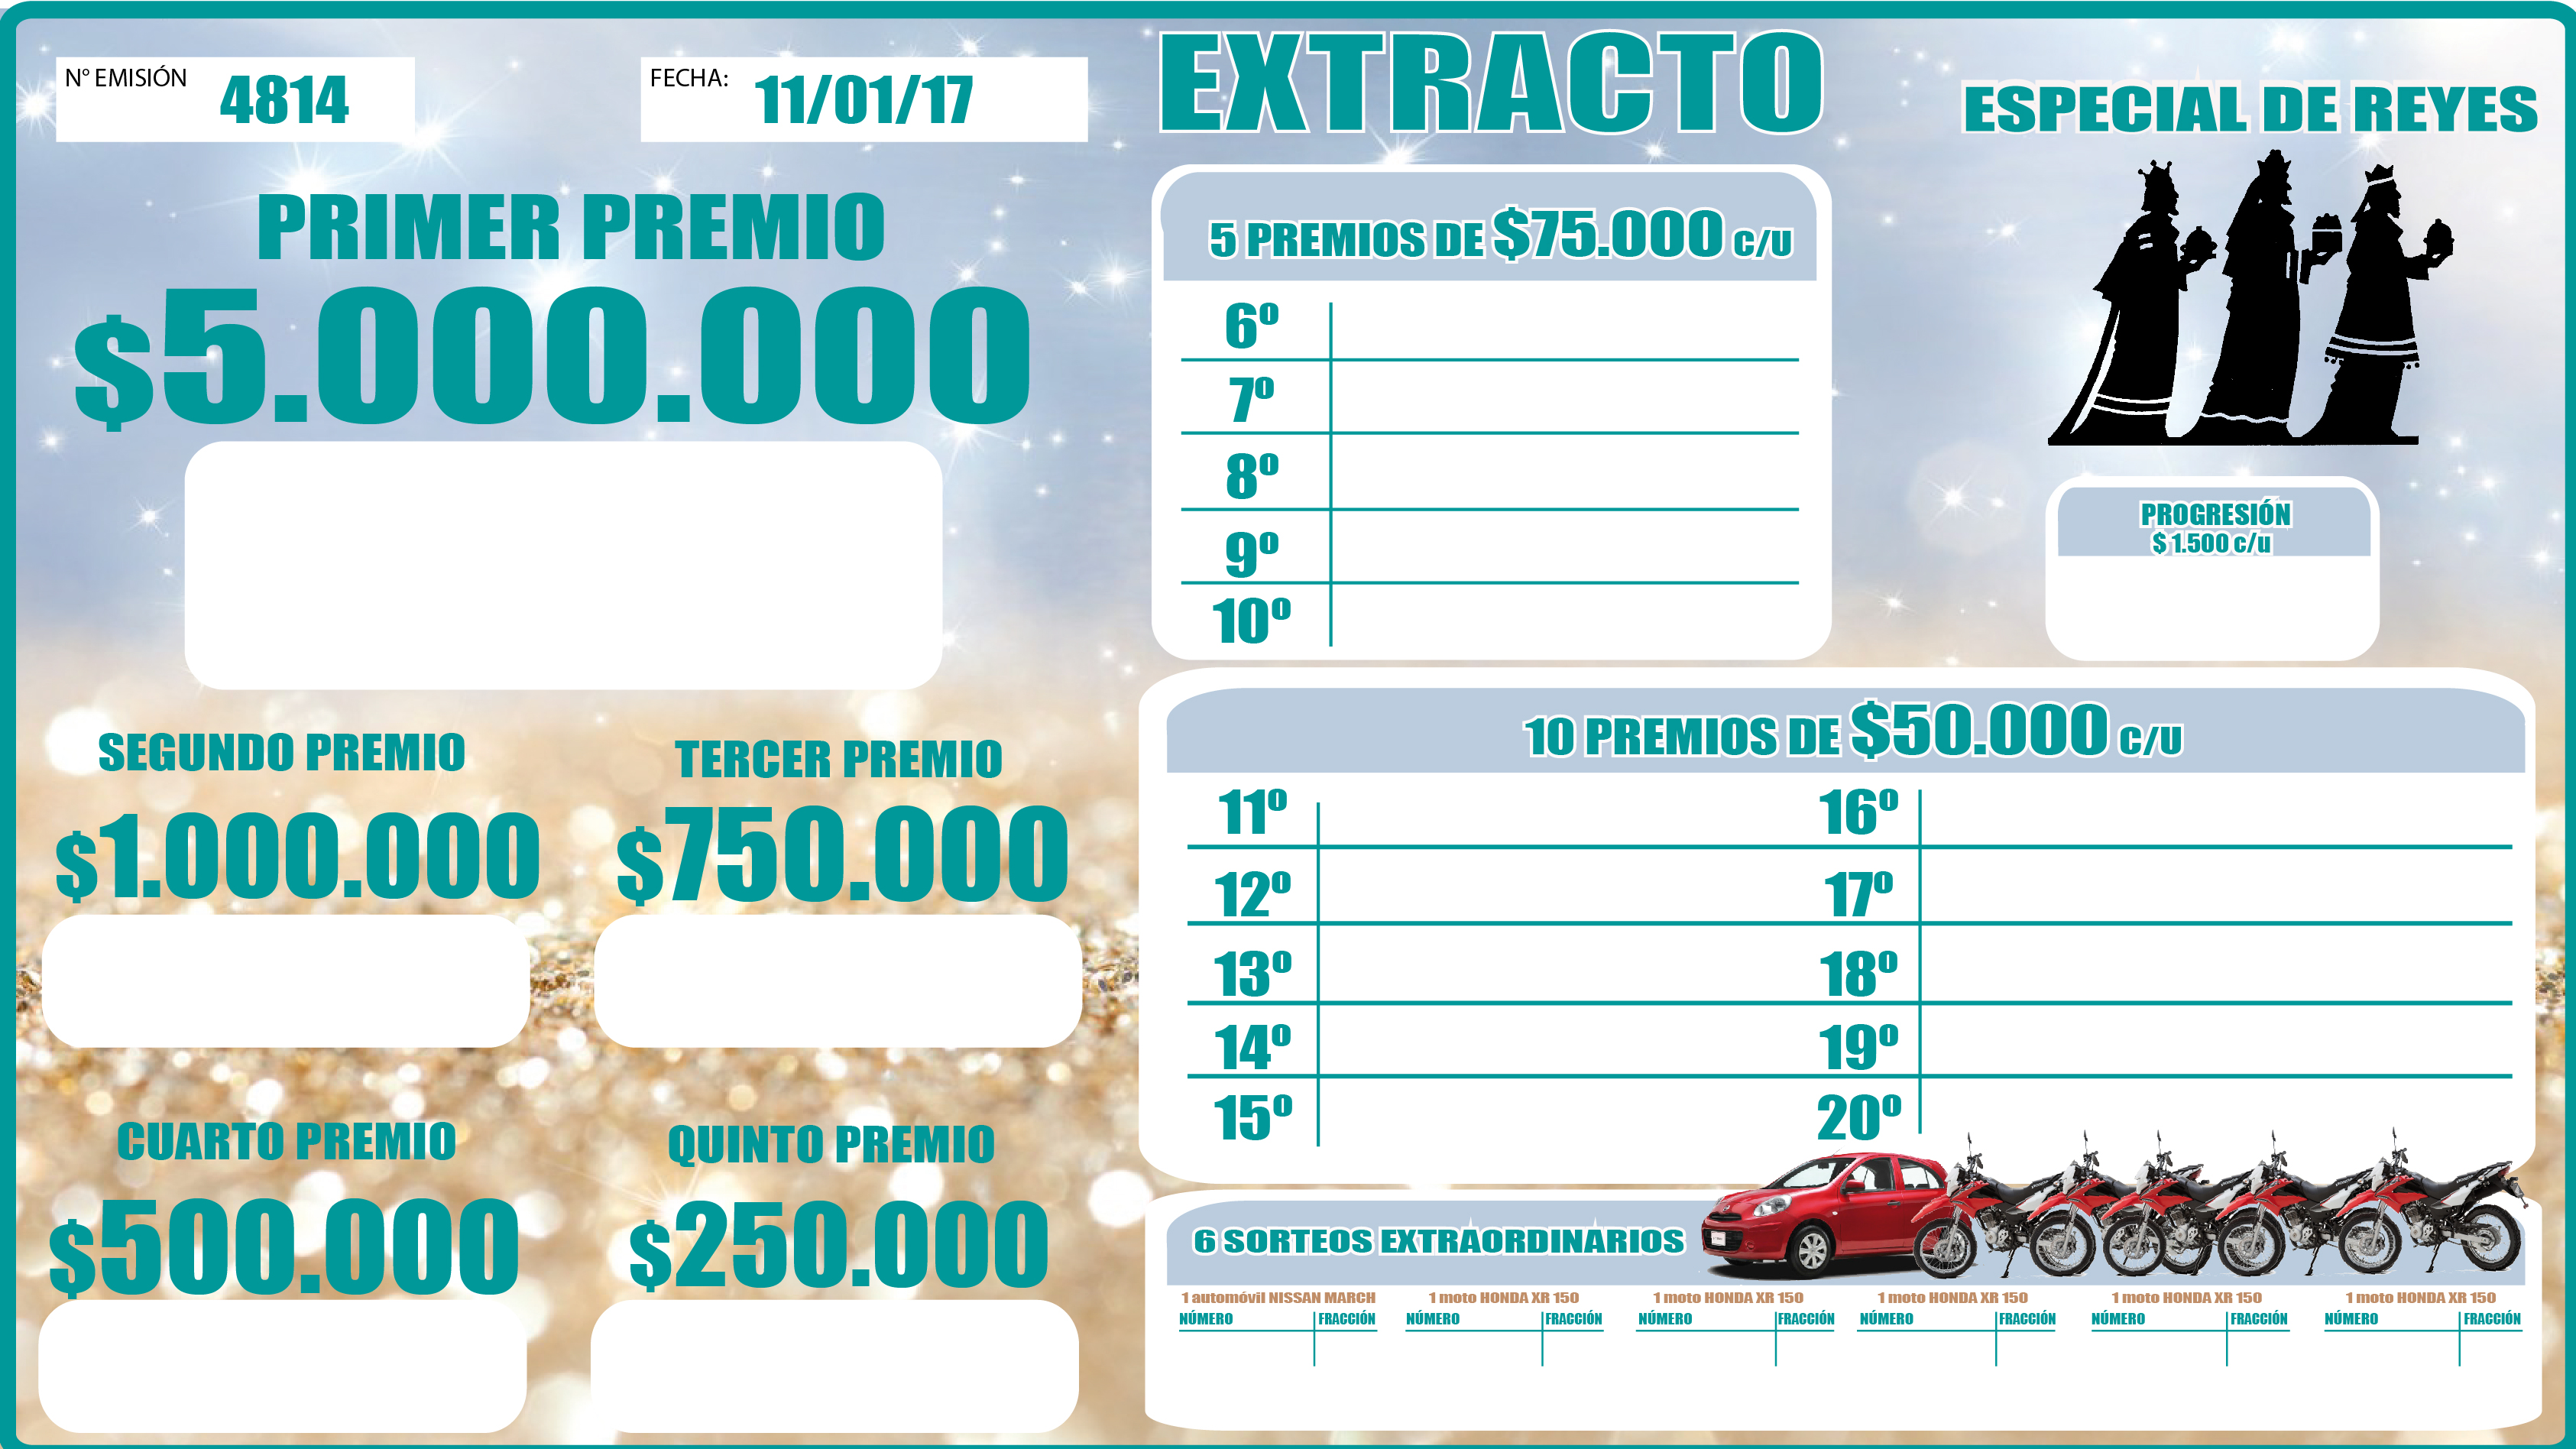 N° EMISIÓN 4814
FECHA: 11/01/17
EXTRACTO
ESPECIAL DE REYES
PRIMER PREMIO
$5.000.000
SEGUNDO PREMIO
$1.000.000
TERCER PREMIO
$750.000
CUARTO PREMIO
$500.000
QUINTO PREMIO
$250.000
5 PREMIOS DE $75.000 C/U
6º
7º
8º
9º
10º
PROGRESIÓN
$ 1.500 c/u
10 PREMIOS DE $50.000 C/U
11º
12º
13º
14º
15º
16º
17º
18º
19º
20º
6 SORTEOS EXTRAORDINARIOS
1 automóvil NISSAN MARCH
NÚMERO FRACCIÓN
1 moto HONDA XR 150
NÚMERO FRACCIÓN
1 moto HONDA XR 150
NÚMERO FRACCIÓN
1 moto HONDA XR 150
NÚMERO FRACCIÓN
1 moto HONDA XR 150
NÚMERO FRACCIÓN
1 moto HONDA XR 150
NÚMERO FRACCIÓN